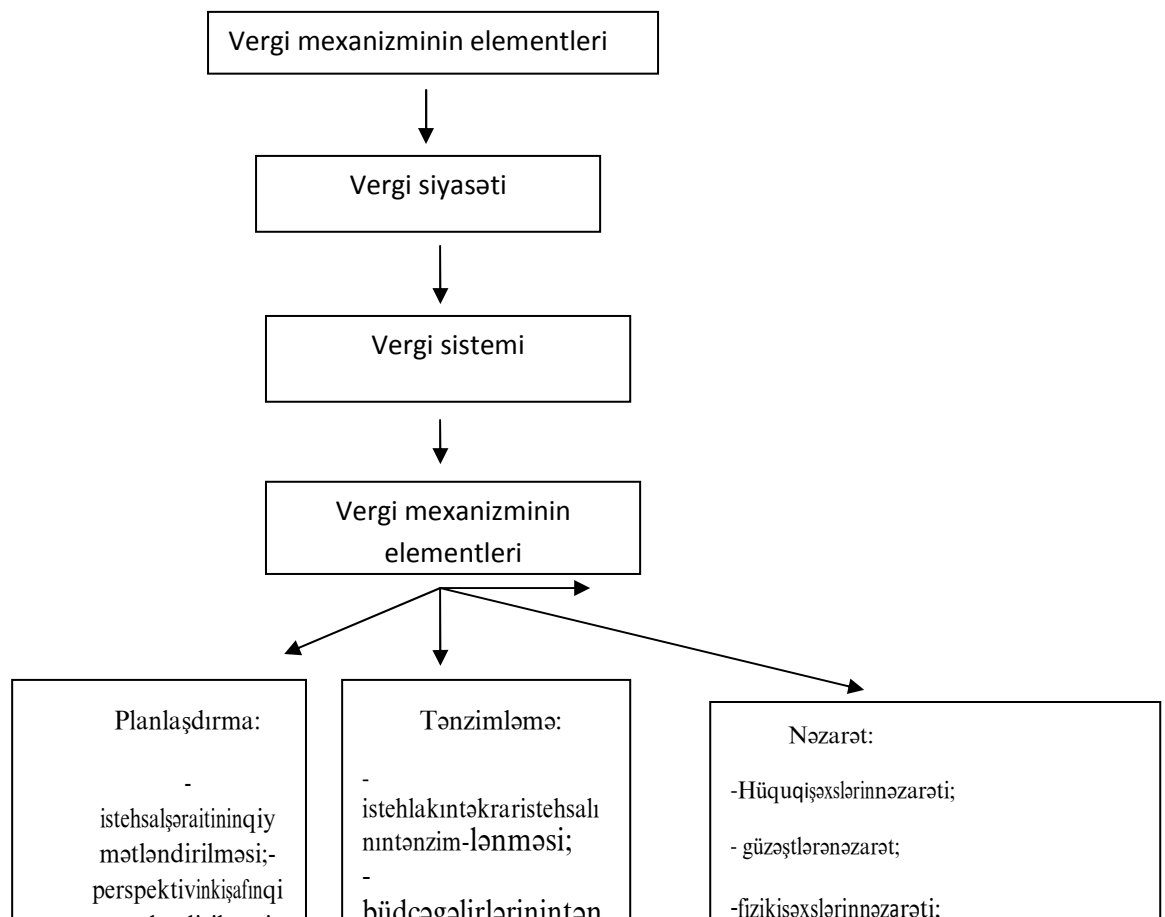 Vergi mexanizminin elementleri
Vergi siyasəti
Vergi sistemi
Vergi mexanizminin
elementleri
Planlaşdırma:
-
istehsalşəraitininqiy
mətləndirilməsi;-
perspektivinkişafınqi
Tənzimləmə:
-
istehlakıntəkraristehsalı
nıntənzim-lənməsi;
-
büdcəgəlirlərinintən
Nəzarət:
-Hüquqişəxslərinnəzarəti;
- güzəştlərənəzarət;
-fizikişəxslərinnəzarəti;